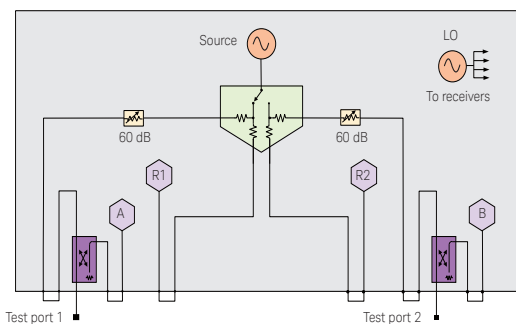 Source
LO
To receivers
60 dB
60 dB
R1
R2
A
B
Test port 1
Test port 2